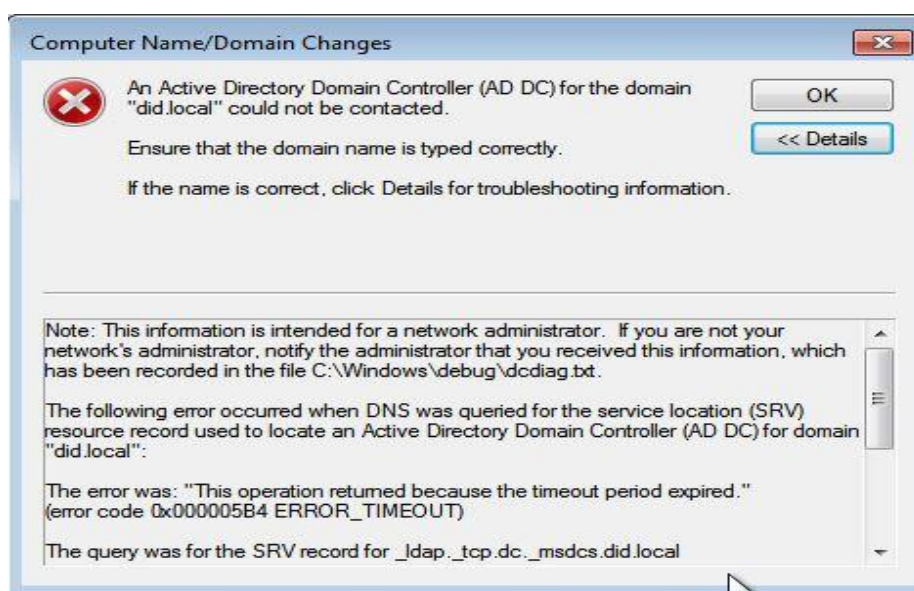 Computer Name/Domain Changes
An Active Directory Domain Controller (AD DC) for the domain
"did.local" could not be contacted.
OK
<< Details
Ensure that the domain name is typed correctly.
If the name is correct, click Details for troubleshooting information.
Note: This information is intended for a network administrator. If you are not your
network's administrator, notify the administrator that you received this information, which
has been recorded in the file C:\Windows\debug\dcdiag.txt.
The following error occurred when DNS was queried for the service location (SRV)
resource record used to locate an Active Directory Domain Controller (AD DC) for domain
"did.local":
The error was: "This operation returned because the timeout period expired."
(error code 0x000005B4 ERROR_TIMEOUT)
The query was for the SRV record for _ldap._tcp.dc._msdcs.did.local